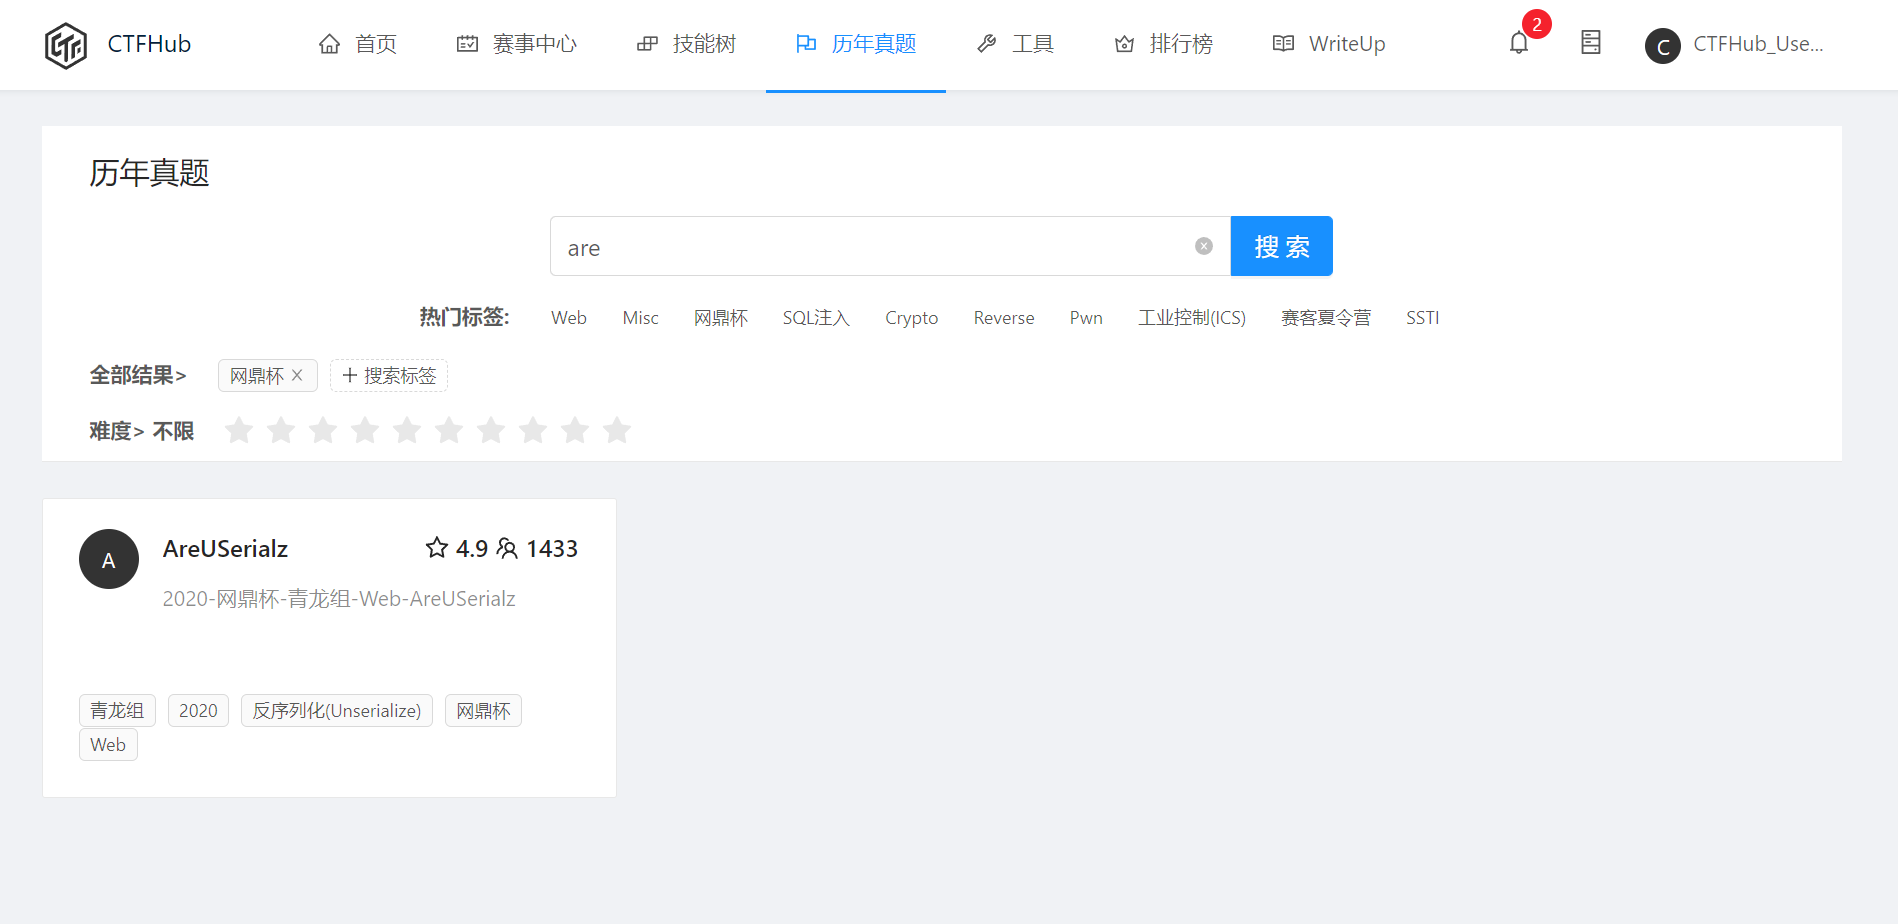 CTFHub 首页 赛事中心 技能树 历年真题 工具 排行榜 WriteUp 2 C CTFHub_Use...
历年真题
are 搜 索
热门标签: Web Misc 网鼎杯 SQL注入 Crypto Reverse Pwn 工业控制(ICS) 赛客夏令营 SSTI
全部结果> 网鼎杯 × + 搜索标签
难度> 不限
A AreUSerialz 4.9 1433
2020-网鼎杯-青龙组-Web-AreUSerialz
青龙组 2020 反序列化(Unserialize) 网鼎杯
Web